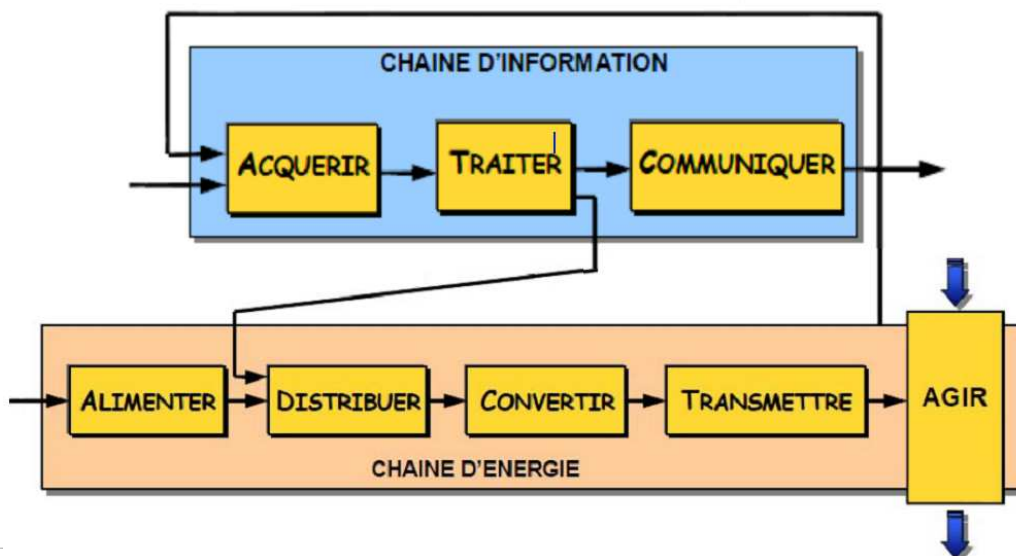 CHAINE D'INFORMATION
ACQUERIR
TRAITER
COMMUNIQUER
ALIMENTER
DISTRIBUER
CONVERTIR
TRANSMETTRE
AGIR
CHAINE D'ENERGIE